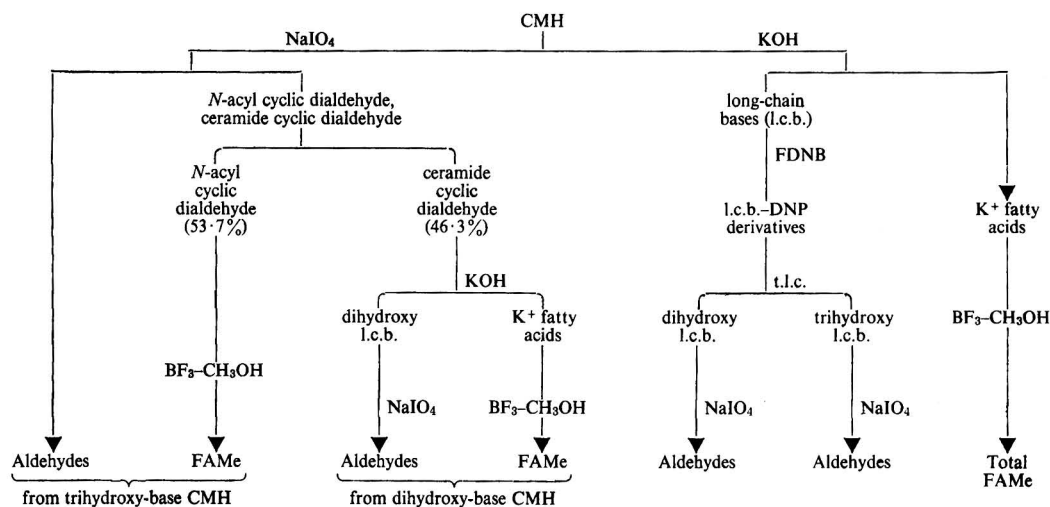 CMH
NaIO₄
KOH
N-acyl cyclic dialdehyde,
ceramide cyclic dialdehyde
long-chain
bases (l.c.b.)
FDNB
N-acyl
cyclic
dialdehyde
(53·7%)
ceramide
cyclic
dialdehyde
(46·3%)
l.c.b.–DNP
derivatives
K⁺ fatty
acids
KOH
t.l.c.
dihydroxy
l.c.b.
K⁺ fatty
acids
dihydroxy
l.c.b.
trihydroxy
l.c.b.
BF₃–CH₃OH
BF₃–CH₃OH
NaIO₄
BF₃–CH₃OH
NaIO₄
NaIO₄
Aldehydes
FAMe
Aldehydes
FAMe
Aldehydes
Aldehydes
Total
FAMe
from trihydroxy-base CMH
from dihydroxy-base CMH